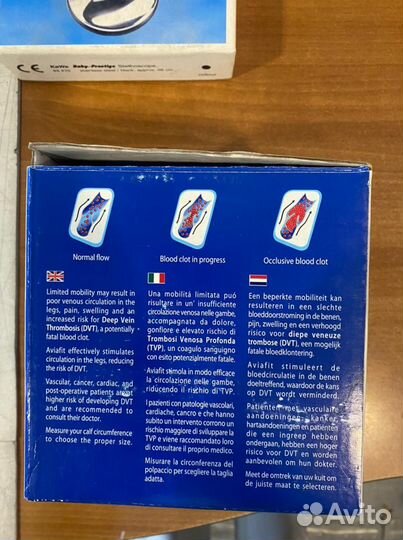 KaWe Baby-Prestige Stethoscope,
Normal flow
Blood clot in progress
Occlusive blood clot
Limited mobility may result in
poor venous circulation in the
legs, pain, swelling and an
increased risk for Deep Vein
Thrombosis (DVT), a potentially
fatal blood clot.
Aviafit effectively stimulates
circulation in the legs, reducing
the risk of DVT.
Vascular, cancer, cardiac, and
post-operative patients are at
higher risk of developing DVT
and are recommended to
consult their doctor.
Measure your calf circumference
to choose the proper size.
Una mobilità limitata può
risultare in un' insufficiente
circolazione venosa nelle gambe,
accompagnata da dolore,
gonfiore e elevato rischio di
Trombosi Venosa Profonda
(TVP), un coagulo sanguigno
con esito potenzialmente fatale.
Aviafit stimola in modo efficace
la circolazione nelle gambe,
riducendo il rischio di TVP.
I pazienti con patologie vascolari,
cardiache, cancro e che hanno
subito un intervento corrono un
rischio maggiore di sviluppare la
TVP e viene raccomandato loro
di consultare il proprio medico.
Misurare la circonferenza del
polpaccio per scegliere la taglia
adatta.
Een beperkte mobiliteit kan
resulteren in een slechte
bloeddoorstroming in de benen,
pijn, zwelling en een verhoogd
risico voor diepe veneuze
trombose (DVT), een mogelijk
fatale bloedklontering.
Aviafit stimuleert de
bloedcirculatie in de benen
doeltreffend, waardoor de kans
op DVT wordt verminderd.
Patiënten met vasculaire
aandoeningen, kanker,
hartaandoeningen en patiënten
die een ingreep hebben
ondergaan, hebben een hoger
risico voor DVT en worden
aanbevolen om hun dokter.
Meet de omtrek van uw kuit om
de juiste maat te selecteren.
Avito